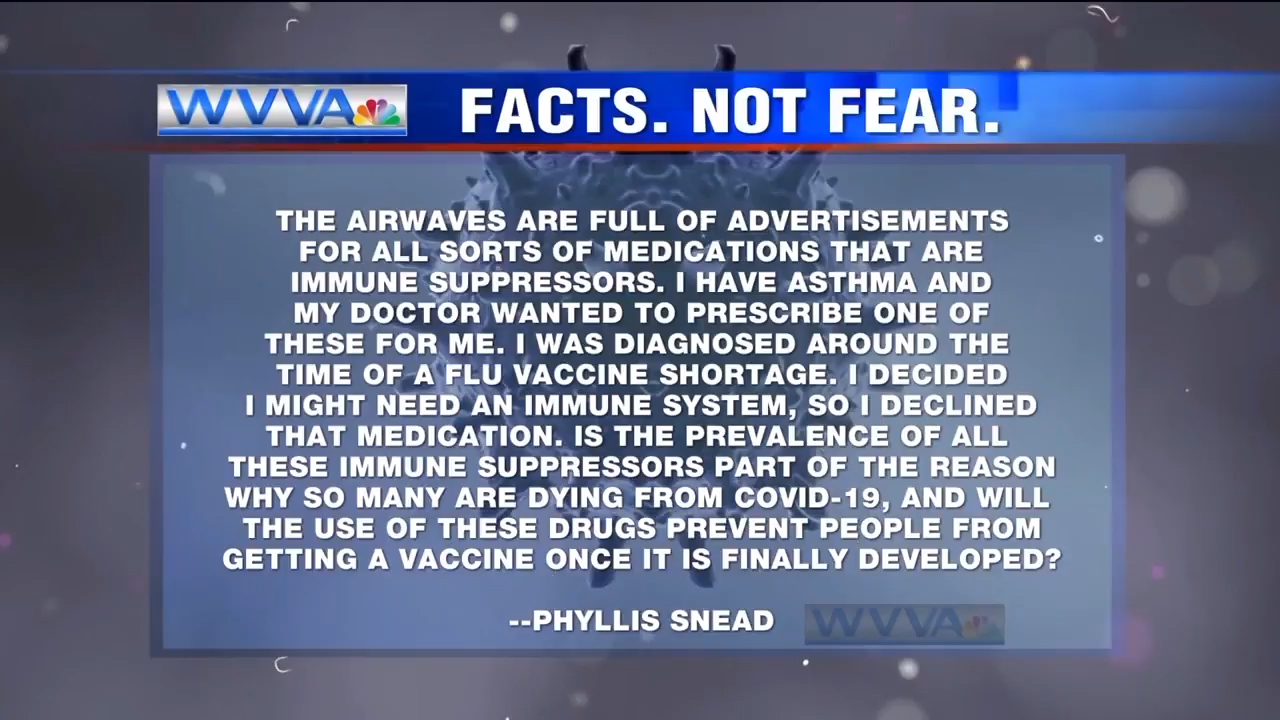 WVVA FACTS. NOT FEAR.
THE AIRWAVES ARE FULL OF ADVERTISEMENTS
FOR ALL SORTS OF MEDICATIONS THAT ARE
IMMUNE SUPPRESSORS. I HAVE ASTHMA AND
MY DOCTOR WANTED TO PRESCRIBE ONE OF
THESE FOR ME. I WAS DIAGNOSED AROUND THE
TIME OF A FLU VACCINE SHORTAGE. I DECIDED
I MIGHT NEED AN IMMUNE SYSTEM, SO I DECLINED
THAT MEDICATION. IS THE PREVALENCE OF ALL
THESE IMMUNE SUPPRESSORS PART OF THE REASON
WHY SO MANY ARE DYING FROM COVID-19, AND WILL
THE USE OF THESE DRUGS PREVENT PEOPLE FROM
GETTING A VACCINE ONCE IT IS FINALLY DEVELOPED?
--PHYLLIS SNEAD
WVVA